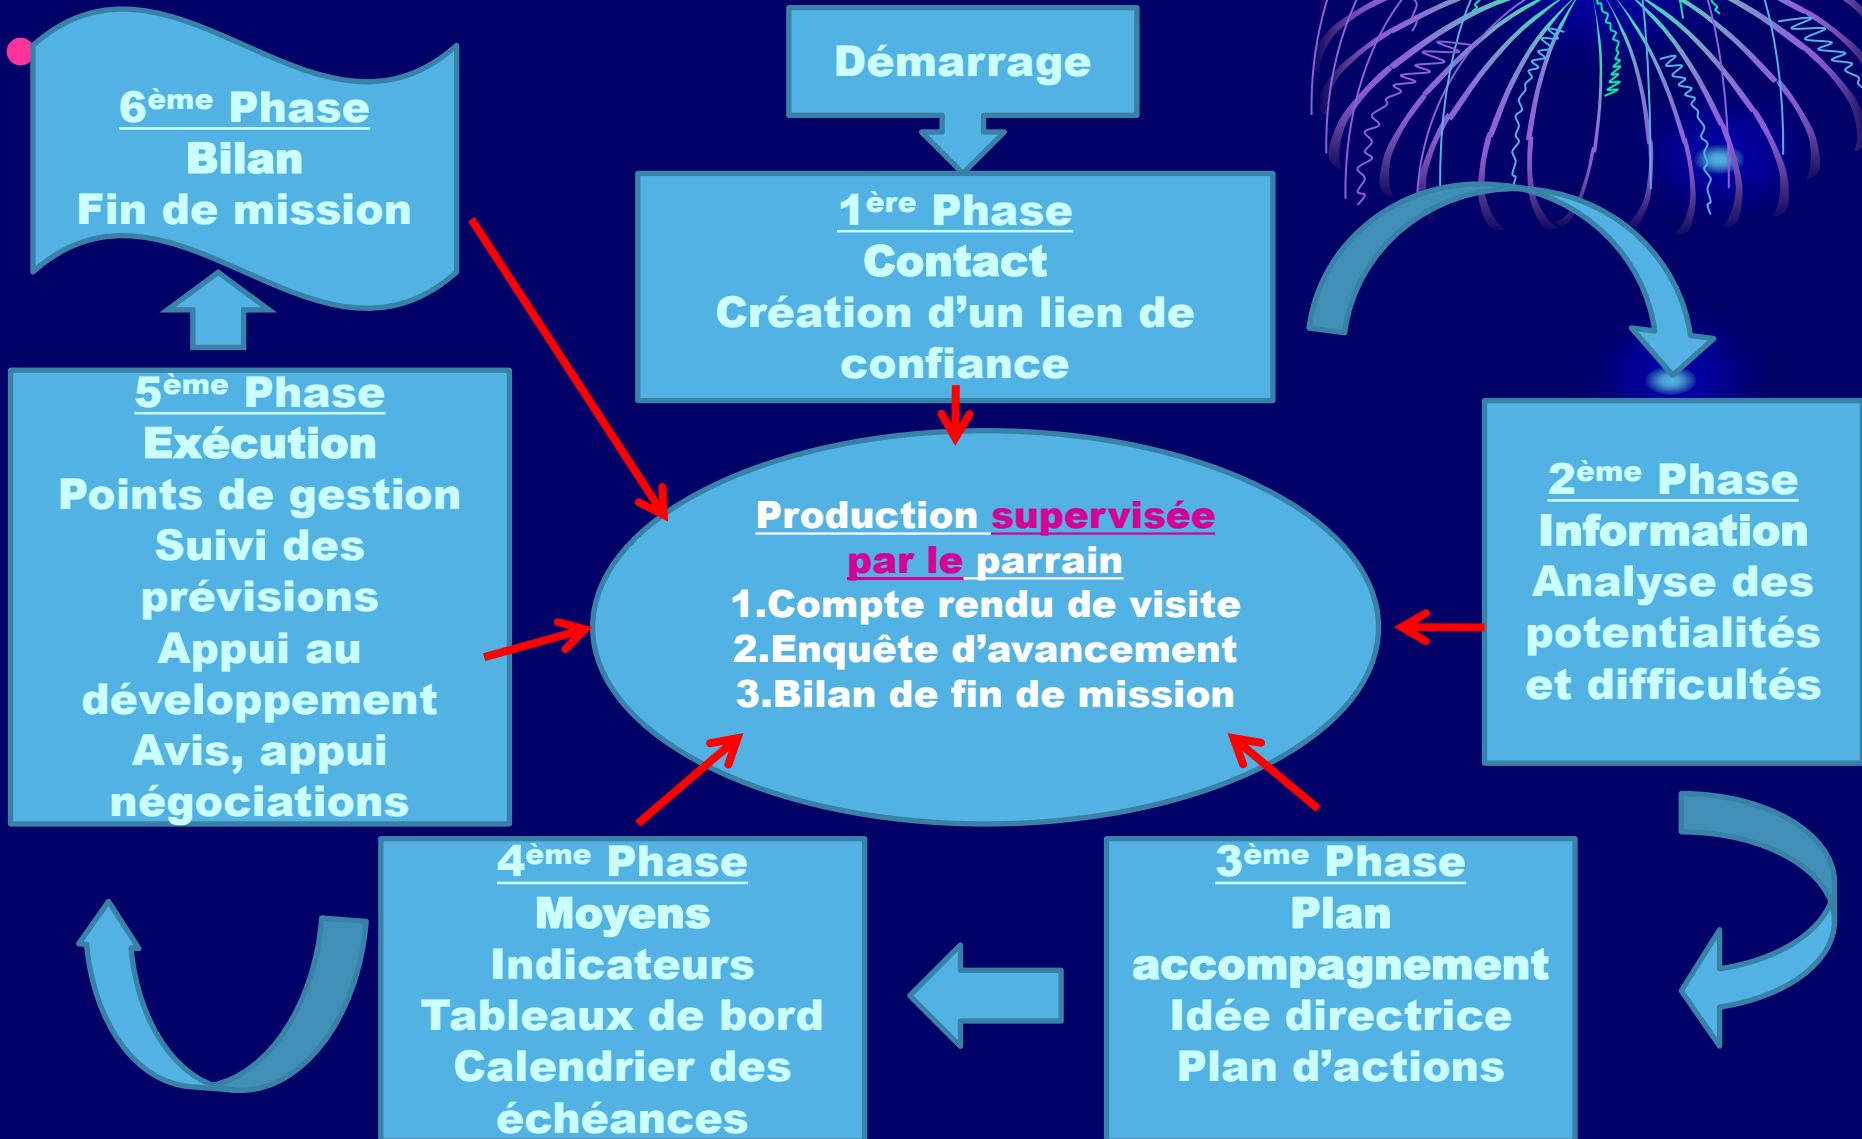 Démarrage
1ère Phase
Contact
Création d’un lien de
confiance
2ème Phase
Information
Analyse des
potentialités
et difficultés
3ème Phase
Plan
accompagnement
Idée directrice
Plan d’actions
4ème Phase
Moyens
Indicateurs
Tableaux de bord
Calendrier des
échéances
5ème Phase
Exécution
Points de gestion
Suivi des
prévisions
Appui au
développement
Avis, appui
négociations
6ème Phase
Bilan
Fin de mission
Production supervisée
par le parrain
1.Compte rendu de visite
2.Enquête d’avancement
3.Bilan de fin de mission